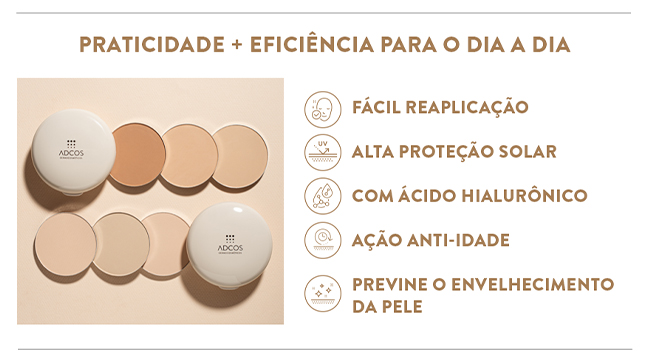 PRATICIDADE + EFICIÊNCIA PARA O DIA A DIA
ADCOS
ADCOS
FÁCIL REAPLICAÇÃO
UV
ALTA PROTEÇÃO SOLAR
COM ÁCIDO HIALURÔNICO
AÇÃO ANTI-IDADE
PREVINE O ENVELHECIMENTO
DA PELE